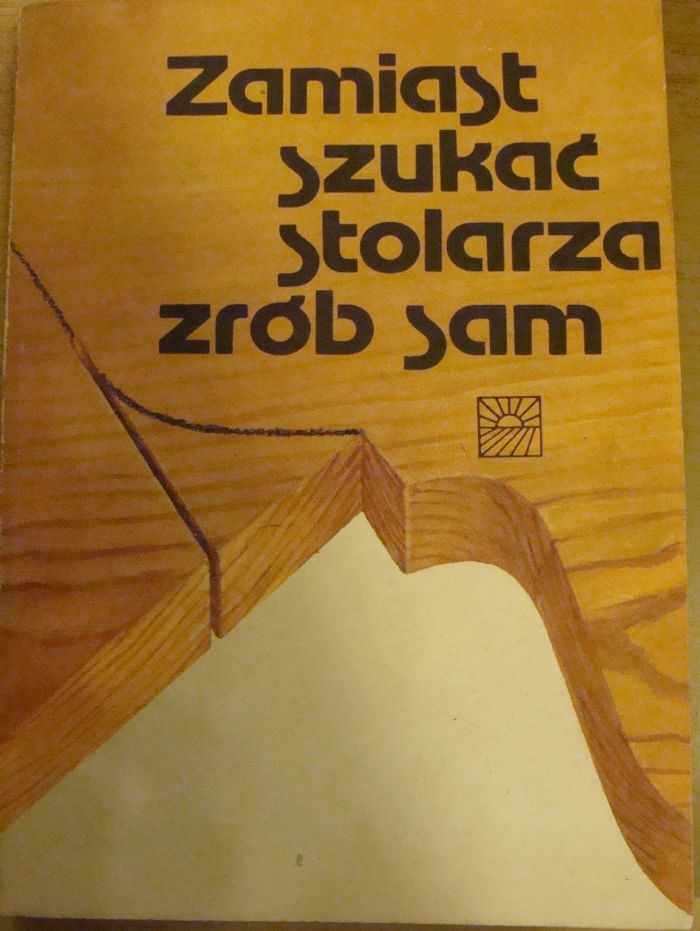 Zamiast
szukać
stolarza
zrób sam